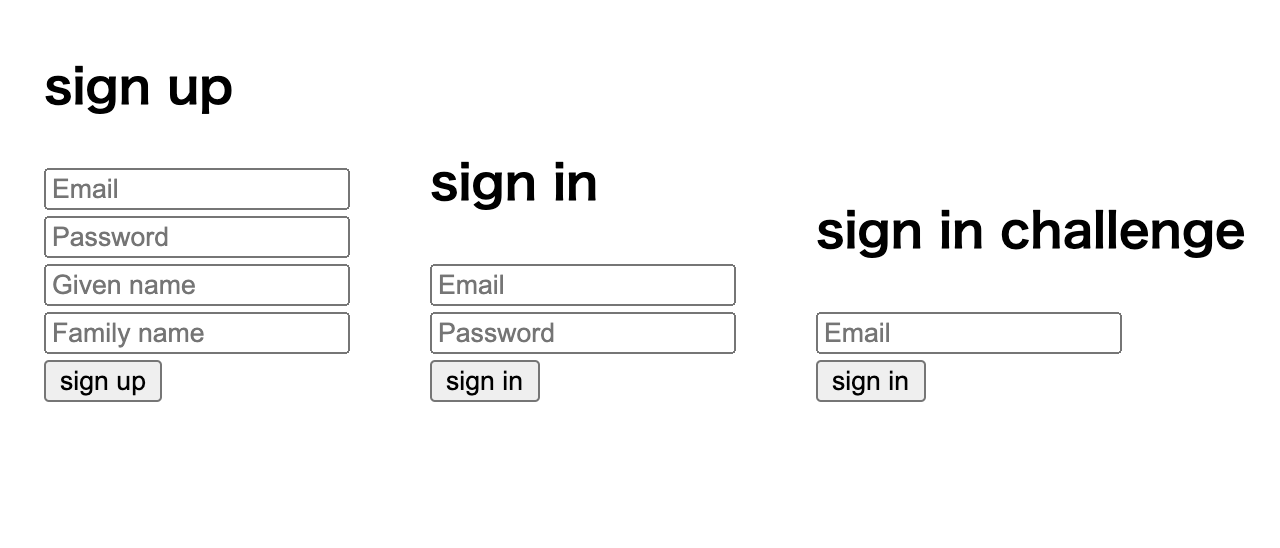 sign up
Email
Password
Given name
Family name
sign up
sign in
Email
Password
sign in
sign in challenge
Email
sign in